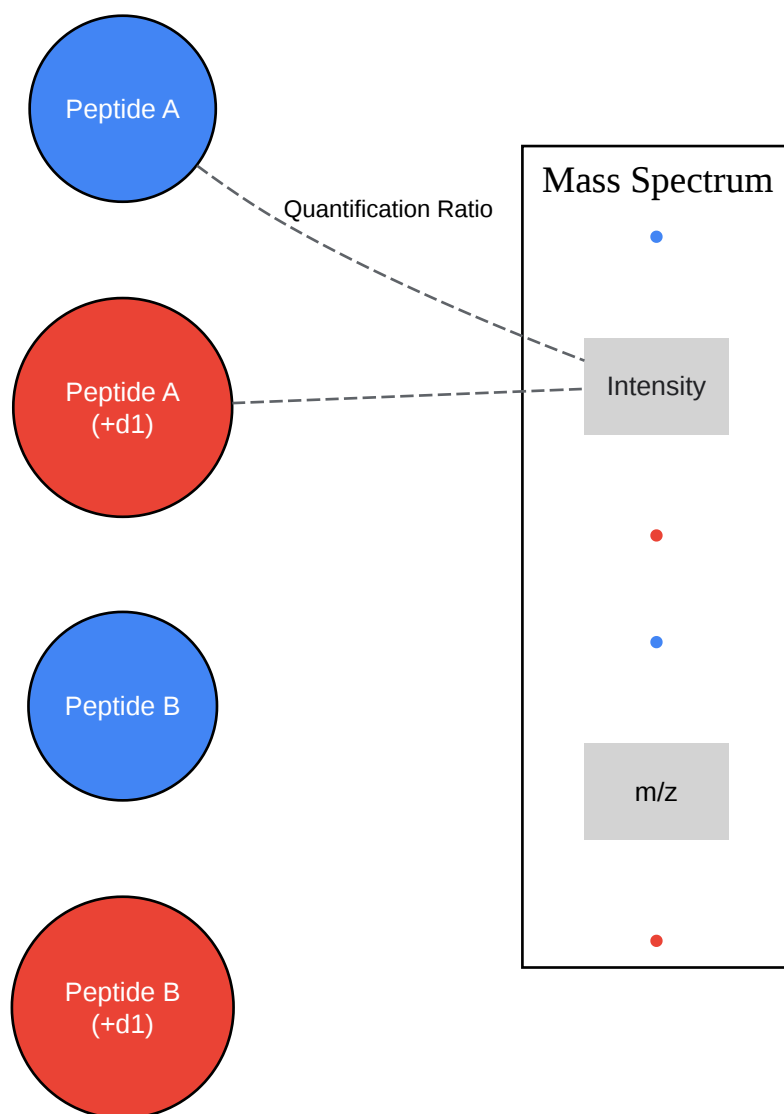 Peptide A
Mass Spectrum
Quantification Ratio
Intensity
Peptide A
(+d1)
Peptide B
m/z
Peptide B
(+d1)